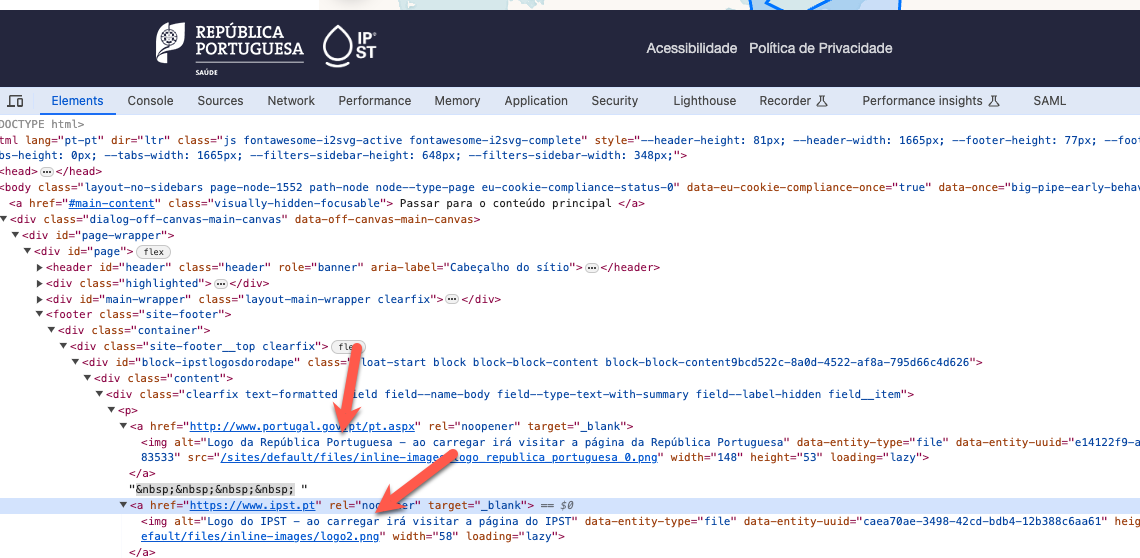 REPÚBLICA
PORTUGUESA
SAÚDE
IP
ST
Acessibilidade Política de Privacidade
Elements Console Sources Network Performance Memory Application Security Lighthouse Recorder Performance insights SAML
DOCTYPE html>
tml lang="pt-pt" dir="ltr" class="js fontawesome-i2svg-active fontawesome-i2svg-complete" style="--header-height: 81px; --header-width: 1665px; --footer-height: 77px; --foot
bs-height: 0px; --tabs-width: 1665px; --filters-sidebar-height: 648px; --filters-sidebar-width: 348px;">
<head>…</head>
<body class="layout-no-sidebars page-node-1552 path-node node--type-page eu-cookie-compliance-status-0" data-eu-cookie-compliance-once="true" data-once="big-pipe-early-behav
<a href="#main-content" class="visually-hidden-focusable"> Passar para o conteúdo principal </a>
<div class="dialog-off-canvas-main-canvas" data-off-canvas-main-canvas>
<div id="page-wrapper">
<div id="page"> flex
<header id="header" class="header" role="banner" aria-label="Cabeçalho do sítio">…</header>
<div class="highlighted">…</div>
<div id="main-wrapper" class="layout-main-wrapper clearfix">…</div>
<footer class="site-footer">
<div class="container">
<div class="site-footer__top clearfix"> fle
<div id="block-ipstlogosdorodape" class= loat-start block block-block-content block-block-content9bcd522c-8a0d-4522-af8a-795d66c4d626">
<div class="content">
<div class="clearfix text-formatted field field--name-body field--type-text-with-summary field--label-hidden field__item">
<p>
<a href="http://www.portugal.gov.pt/pt.aspx" rel="noopener" target="_blank">
<img alt="Logo da República Portuguesa - ao carregar irá visitar a página da República Portuguesa" data-entity-type="file" data-entity-uuid="e14122f9-a
83533" src="/sites/default/files/inline-images/logo_republica_portuguesa_0.png" width="148" height="53" loading="lazy">
</a>
"&nbsp;&nbsp;&nbsp;&nbsp; "
<a href="https://www.ipst.pt" rel="noopener" target="_blank"> == $0
<img alt="Logo do IPST - ao carregar irá visitar a página do IPST" data-entity-type="file" data-entity-uuid="caea70ae-3498-42cd-bdb4-12b388c6aa61" heig
efault/files/inline-images/logo2.png" width="58" loading="lazy">
</a>